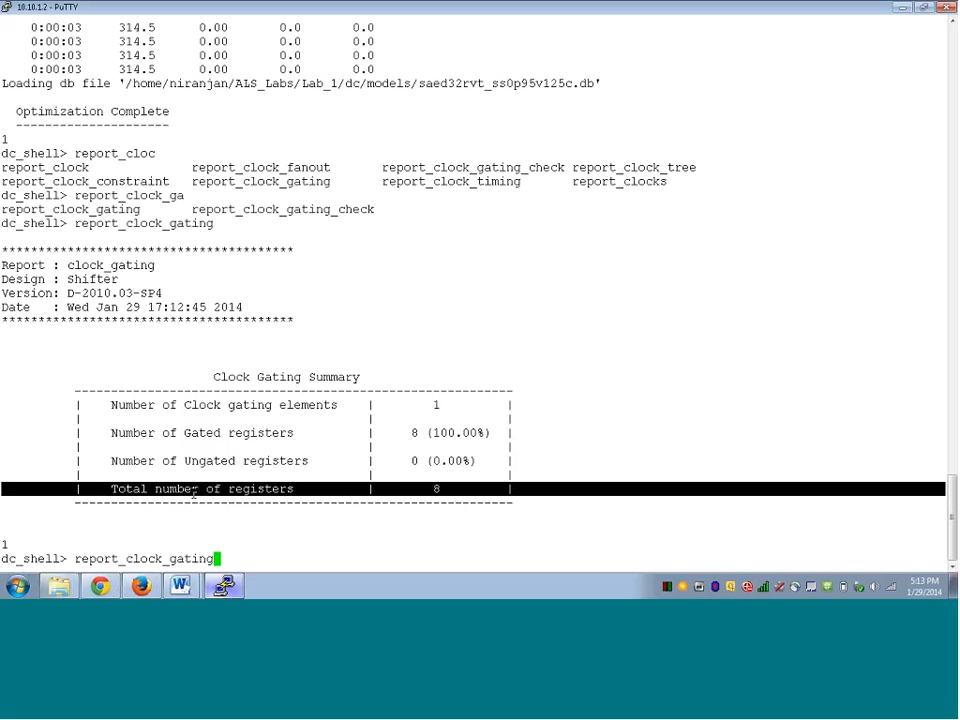 10.10.1.2 - PuTTY
0:00:03 314.5 0.00 0.0 0.0
0:00:03 314.5 0.00 0.0 0.0
0:00:03 314.5 0.00 0.0 0.0
0:00:03 314.5 0.00 0.0 0.0
Loading db file '/home/niranjan/ALS_Labs/Lab_1/dc/models/saed32rvt_ss0p95v125c.db'
Optimization Complete
---------------------
1
dc_shell> report_cloc
report_clock report_clock_fanout report_clock_gating_check report_clock_tree
report_clock_constraint report_clock_gating report_clock_timing report_clocks
dc_shell> report_clock_ga
report_clock_gating report_clock_gating_check
dc_shell> report_clock_gating
****************************************
Report : clock_gating
Design : Shifter
Version: D-2010.03-SP4
Date : Wed Jan 29 17:12:45 2014
****************************************
Clock Gating Summary
------------------------------------------------------------
| Number of Clock gating elements | 1 |
| | |
| Number of Gated registers | 8 (100.00%) |
| | |
| Number of Ungated registers | 0 (0.00%) |
| | |
| Total number of registers | 8 |
------------------------------------------------------------
1
dc_shell> report_clock_gating
5:13 PM
1/29/2014